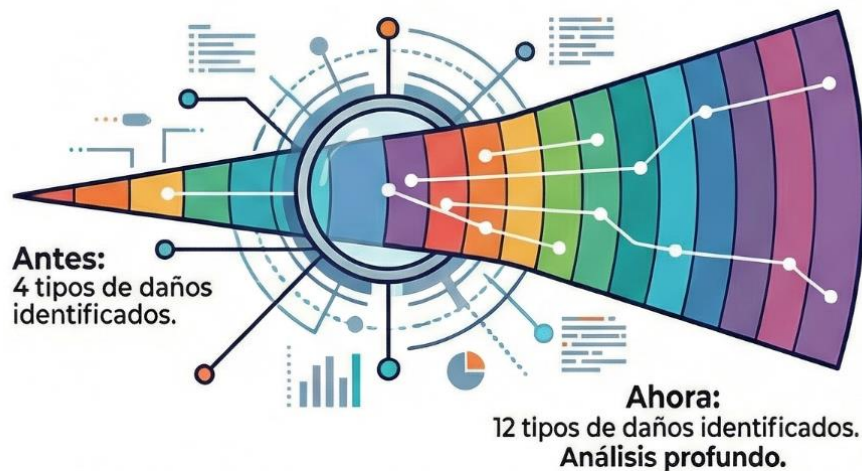 Antes:
4 tipos de daños
identificados.
Ahora:
12 tipos de daños identificados.
Análisis profundo.